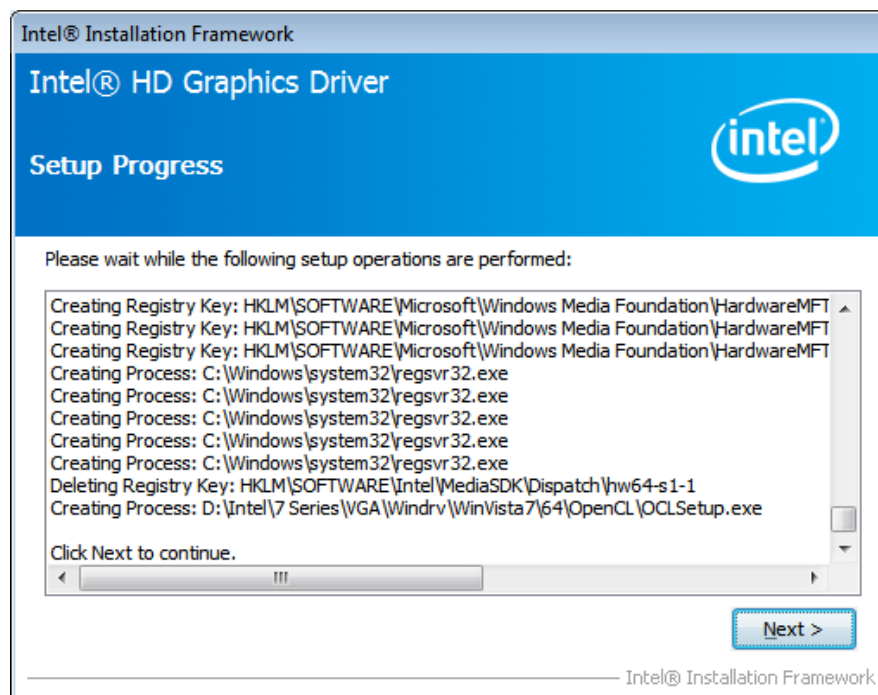 Intel® Installation Framework
Intel® HD Graphics Driver
intel®
Setup Progress
Please wait while the following setup operations are performed:
Creating Registry Key: HKLM\SOFTWARE\Microsoft\Windows Media Foundation\HardwareMFT
Creating Registry Key: HKLM\SOFTWARE\Microsoft\Windows Media Foundation\HardwareMFT
Creating Registry Key: HKLM\SOFTWARE\Microsoft\Windows Media Foundation\HardwareMFT
Creating Process: C:\Windows\system32\regsvr32.exe
Creating Process: C:\Windows\system32\regsvr32.exe
Creating Process: C:\Windows\system32\regsvr32.exe
Creating Process: C:\Windows\system32\regsvr32.exe
Creating Process: C:\Windows\system32\regsvr32.exe
Deleting Registry Key: HKLM\SOFTWARE\Intel\MediaSDK\Dispatch\hw64-s1-1
Creating Process: D:\Intel\7 Series\VGA\Windrv\WinVista7\64\OpenCL\OCLSetup.exe
Click Next to continue.
Next >
Intel® Installation Framework